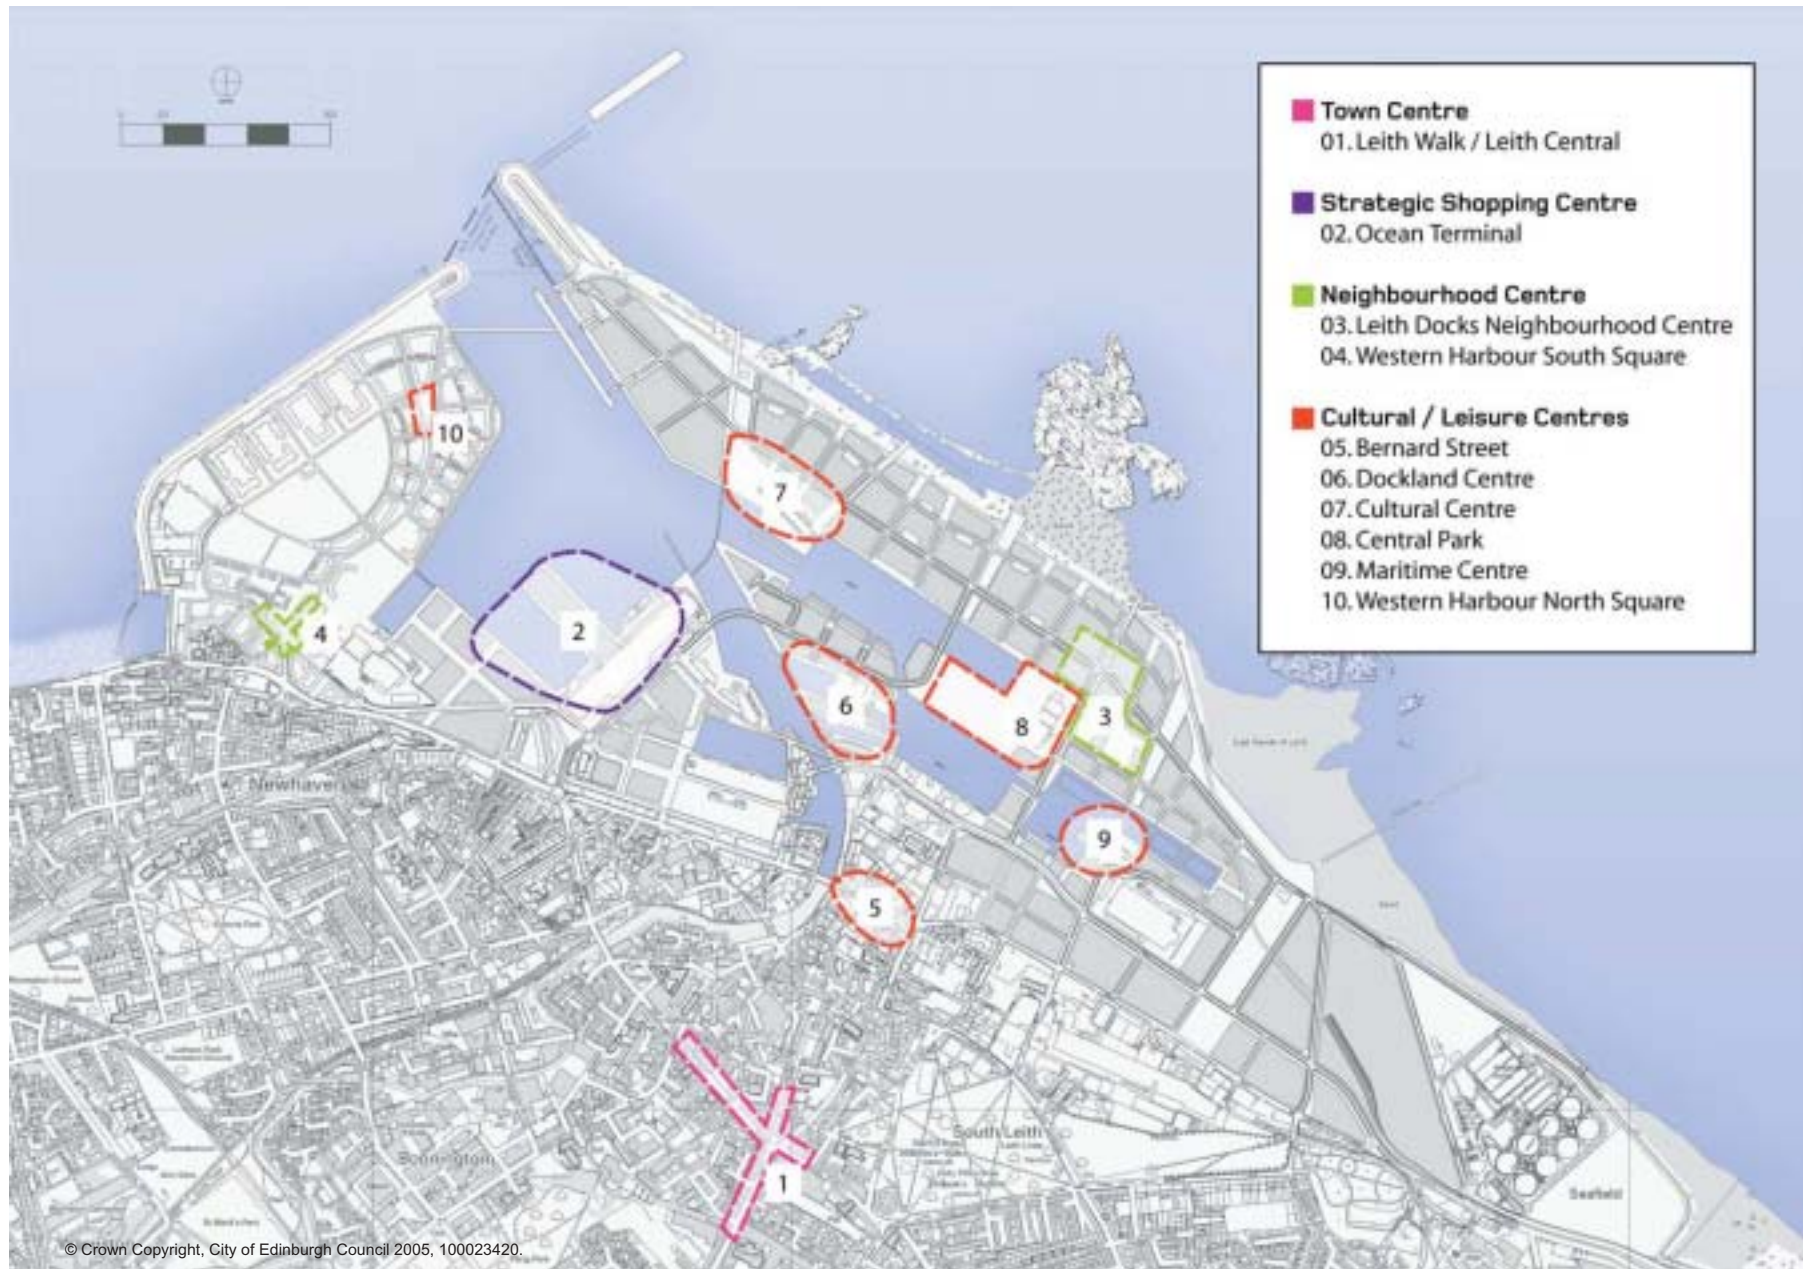 Town Centre
01. Leith Walk / Leith Central
Strategic Shopping Centre
02. Ocean Terminal
Neighbourhood Centre
03. Leith Docks Neighbourhood Centre
04. Western Harbour South Square
Cultural / Leisure Centres
05. Bernard Street
06. Dockland Centre
07. Cultural Centre
08. Central Park
09. Maritime Centre
10. Western Harbour North Square
10
7
2
4
6
8
3
Newhaven
9
5
South Leith
Bonnington
1
Seafield
© Crown Copyright, City of Edinburgh Council 2005, 100023420.